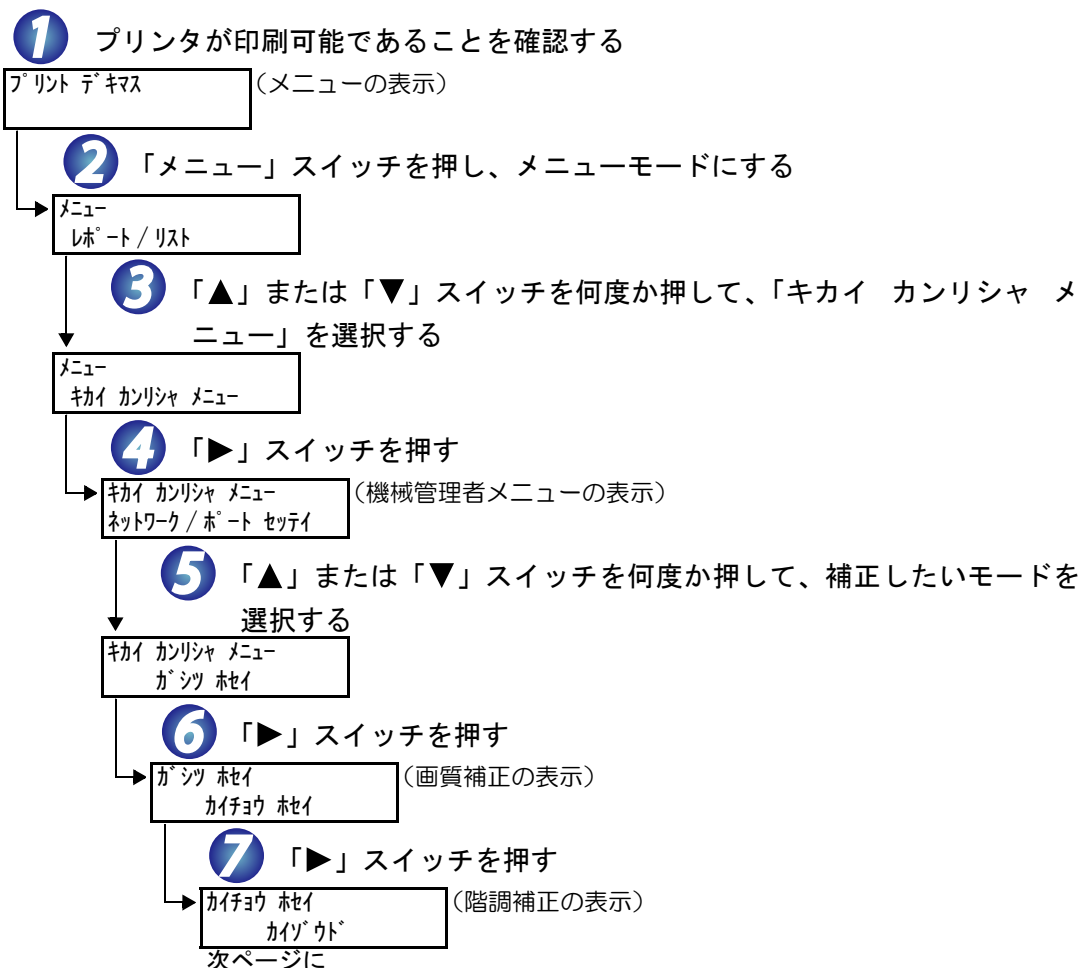 1 プリンタが印刷可能であることを確認する
ﾌﾟﾘﾝﾄ ﾃﾞｷﾏｽ
（メニューの表示）
2 「メニュー」スイッチを押し、メニューモードにする
ﾒﾆｭｰ
ﾚﾎﾟｰﾄ / ﾘｽﾄ
3 「▲」または「▼」スイッチを何度か押して、「キカイ カンリシャ メ
ニュー」を選択する
ﾒﾆｭｰ
ｷｶｲ ｶﾝﾘｼｬ ﾒﾆｭｰ
4 「▶」スイッチを押す
ｷｶｲ ｶﾝﾘｼｬ ﾒﾆｭｰ
ﾈｯﾄﾜｰｸ / ﾎﾟｰﾄ ｾｯﾃｲ
（機械管理者メニューの表示）
5 「▲」または「▼」スイッチを何度か押して、補正したいモードを
選択する
ｷｶｲ ｶﾝﾘｼｬ ﾒﾆｭｰ
ｶﾞｼﾂ ﾎｾｲ
6 「▶」スイッチを押す
ｶﾞｼﾂ ﾎｾｲ
ｶｲﾁｮｳ ﾎｾｲ
（画質補正の表示）
7 「▶」スイッチを押す
ｶｲﾁｮｳ ﾎｾｲ
ｶｲｿﾞｳﾄﾞ
（階調補正の表示）
次ページに